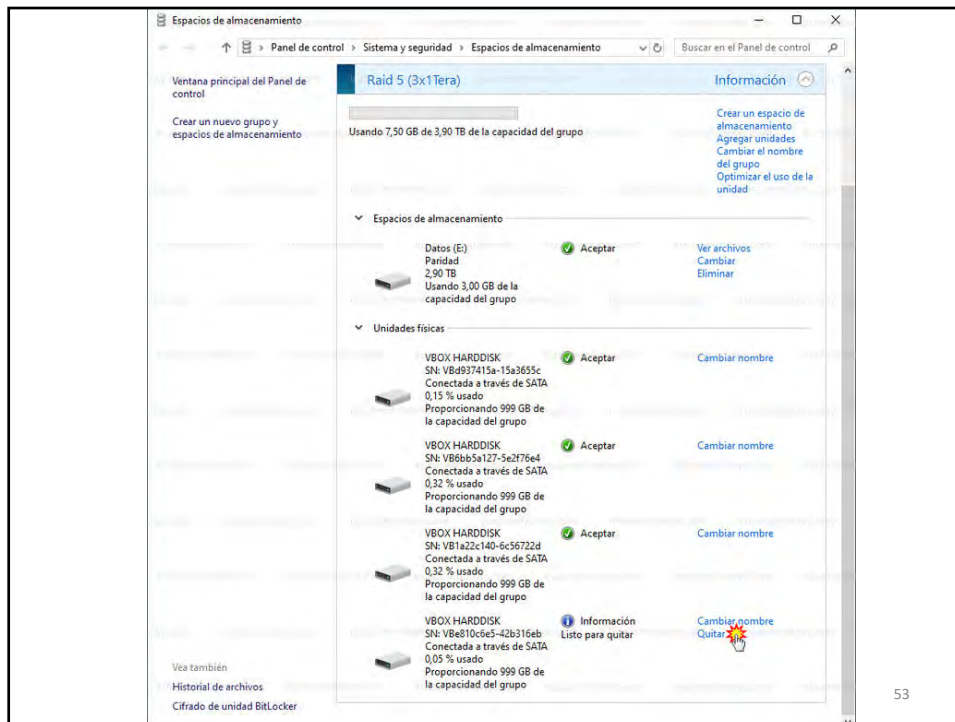 Espacios de almacenamiento
Panel de control > Sistema y seguridad > Espacios de almacenamiento
Buscar en el Panel de control
Ventana principal del Panel de
control
Crear un nuevo grupo y
espacios de almacenamiento
Raid 5 (3x1Tera)
Información
Usando 7,50 GB de 3,90 TB de la capacidad del grupo
Crear un espacio de
almacenamiento
Agregar unidades
Cambiar el nombre
del grupo
Optimizar el uso de la
unidad
Espacios de almacenamiento
Datos (E:)
Paridad
2,90 TB
Usando 3,00 GB de la
capacidad del grupo
Aceptar
Ver archivos
Cambiar
Eliminar
Unidades físicas
VBOX HARDDISK
SN: VBd937415a-15a3655c
Conectada a través de SATA
0,15 % usado
Proporcionando 999 GB de
la capacidad del grupo
Aceptar
Cambiar nombre
VBOX HARDDISK
SN: VB6bb5a127-5e2f76e4
Conectada a través de SATA
0,32 % usado
Proporcionando 999 GB de
la capacidad del grupo
Aceptar
Cambiar nombre
VBOX HARDDISK
SN: VB1a22c140-6c56722d
Conectada a través de SATA
0,32 % usado
Proporcionando 999 GB de
la capacidad del grupo
Aceptar
Cambiar nombre
VBOX HARDDISK
SN: VBe810c6e5-42b316eb
Conectada a través de SATA
0,05 % usado
Proporcionando 999 GB de
la capacidad del grupo
Información
Listo para quitar
Cambiar nombre
Quitar
Vea también
Historial de archivos
Cifrado de unidad BitLocker
53